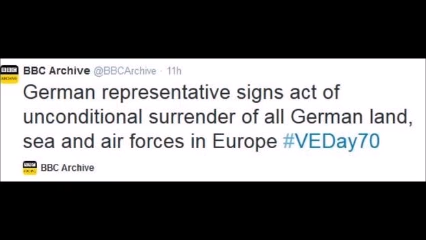 BBC Archive @BBCArchive · 11h
German representative signs act of
unconditional surrender of all German land,
sea and air forces in Europe #VEDay70
BBC Archive